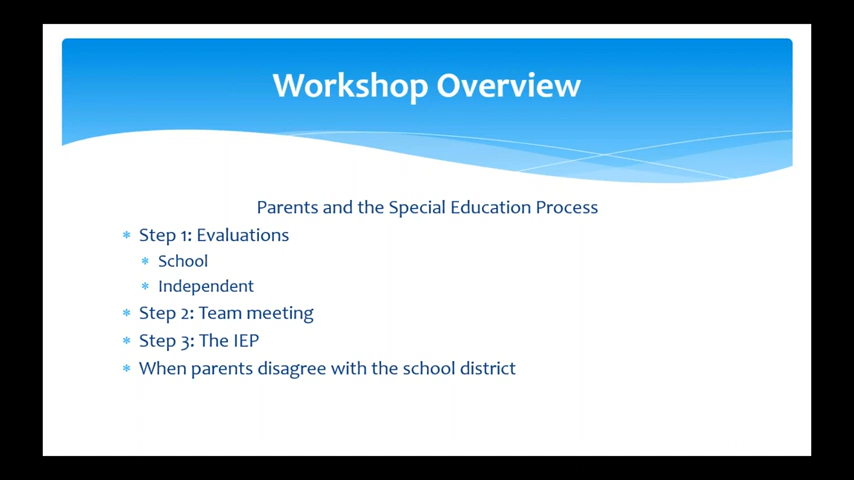 Workshop Overview
Parents and the Special Education Process
* Step 1: Evaluations
* School
* Independent
* Step 2: Team meeting
* Step 3: The IEP
* When parents disagree with the school district